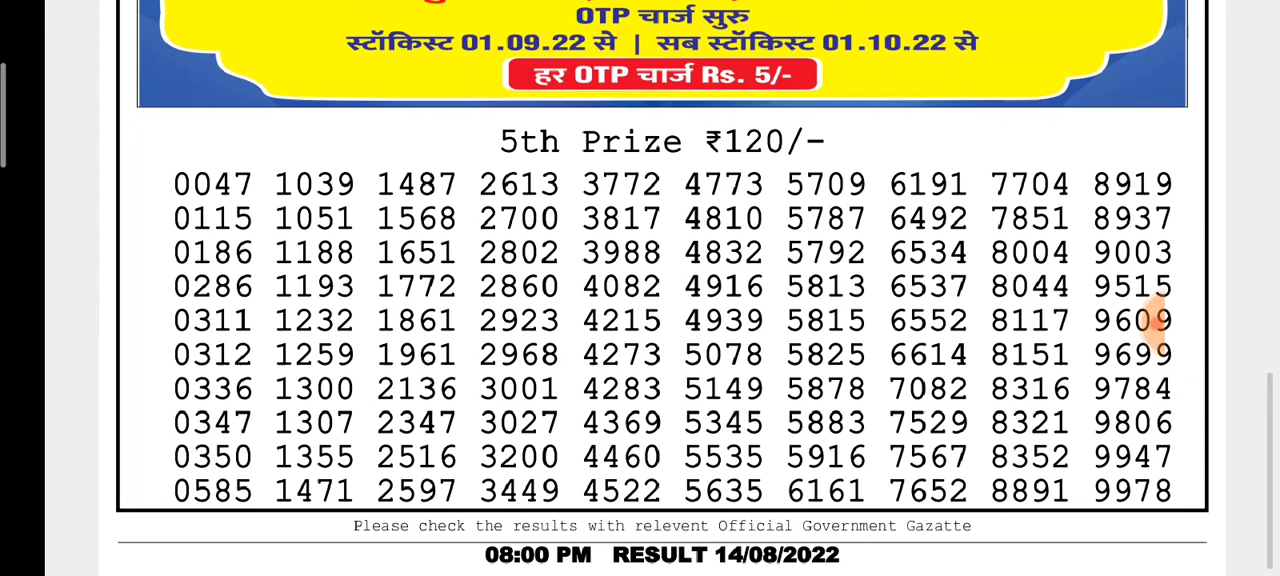 OTP चार्ज सुरु
स्टॉकिस्ट 01.09.22 से | सब स्टॉकिस्ट 01.10.22 से
हर OTP चार्ज Rs. 5/-
5th Prize ₹120/-
0047 1039 1487 2613 3772 4773 5709 6191 7704 8919
0115 1051 1568 2700 3817 4810 5787 6492 7851 8937
0186 1188 1651 2802 3988 4832 5792 6534 8004 9003
0286 1193 1772 2860 4082 4916 5813 6537 8044 9515
0311 1232 1861 2923 4215 4939 5815 6552 8117 9609
0312 1259 1961 2968 4273 5078 5825 6614 8151 9699
0336 1300 2136 3001 4283 5149 5878 7082 8316 9784
0347 1307 2347 3027 4369 5345 5883 7529 8321 9806
0350 1355 2516 3200 4460 5535 5916 7567 8352 9947
0585 1471 2597 3449 4522 5635 6161 7652 8891 9978
Please check the results with relevent Official Government Gazatte
08:00 PM RESULT 14/08/2022